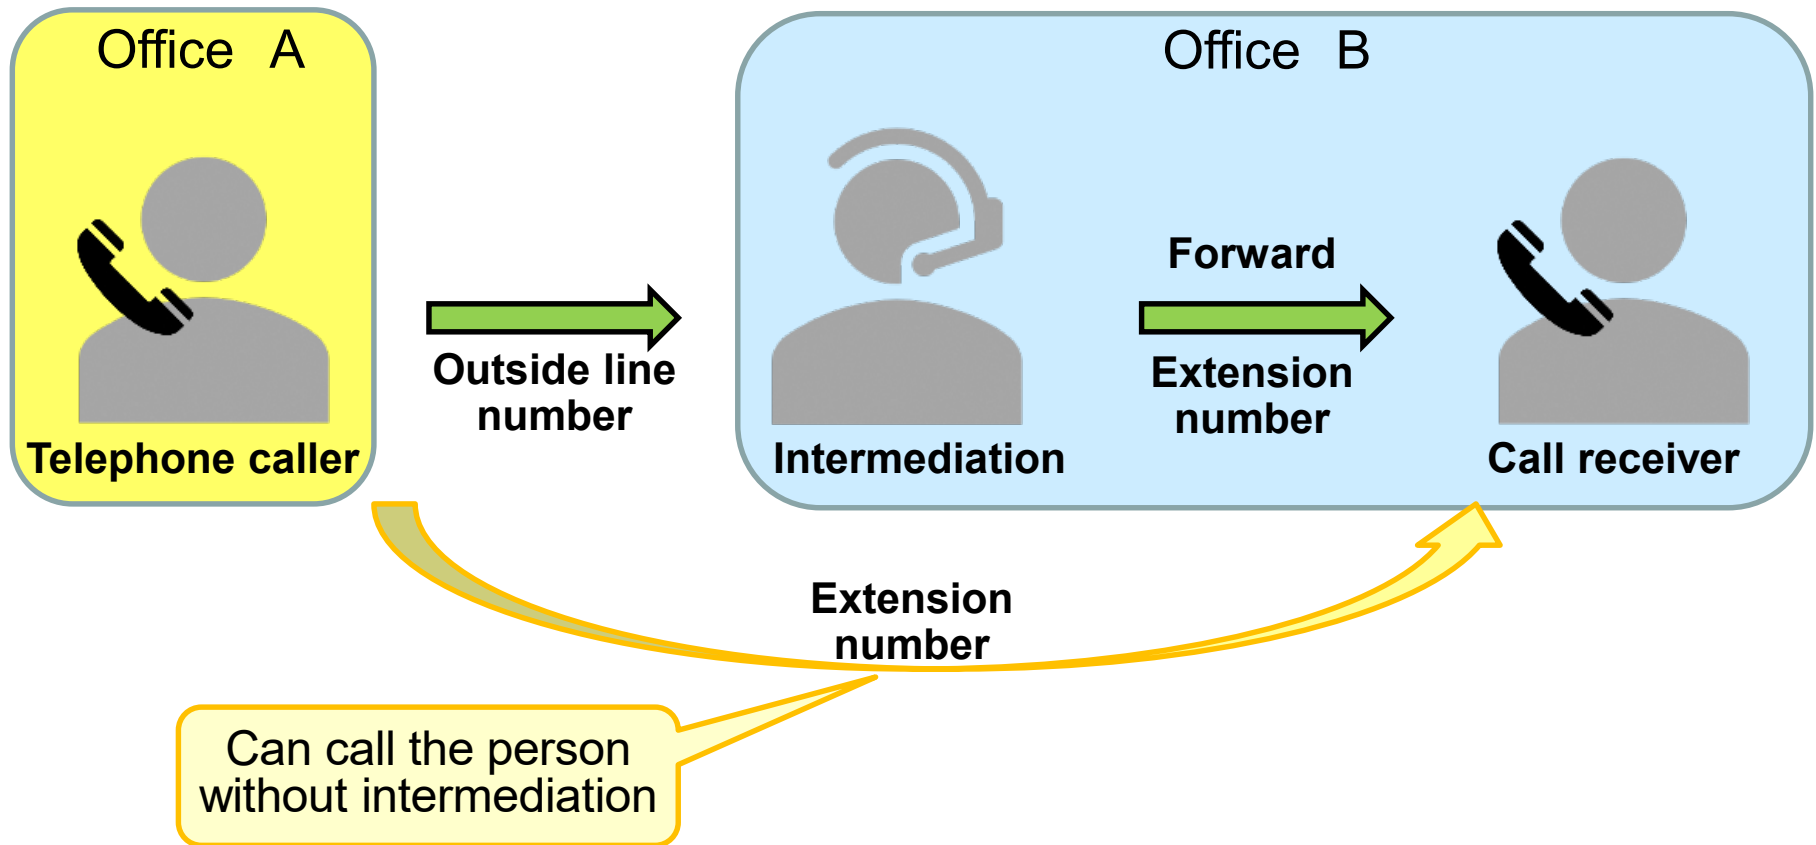 Office A
Office B
Forward
Outside line
number
Extension
number
Telephone caller
Intermediation
Call receiver
Extension
number
Can call the person
without intermediation